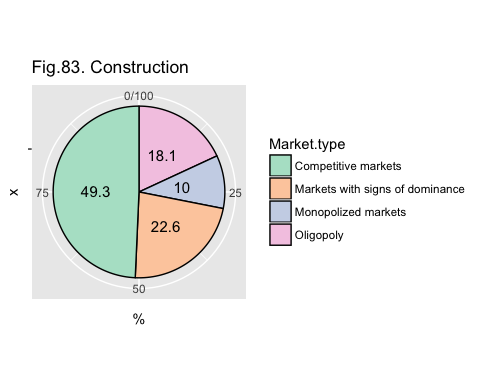 Fig.83. Construction
0/100
18.1
Market.type
Competitive markets
Markets with signs of dominance
Monopolized markets
Oligopoly
x
75
49.3
10
25
22.6
50
%